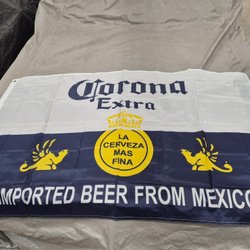 Corona
Extra
LA
CERVEZA
MAS
FINA
IMPORTED BEER FROM MEXICO